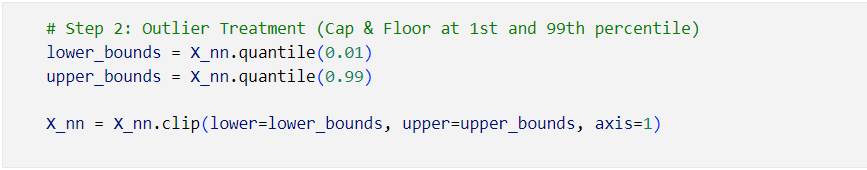 # Step 2: Outlier Treatment (Cap & Floor at 1st and 99th percentile)
lower_bounds = X_nn.quantile(0.01)
upper_bounds = X_nn.quantile(0.99)
X_nn = X_nn.clip(lower=lower_bounds, upper=upper_bounds, axis=1)